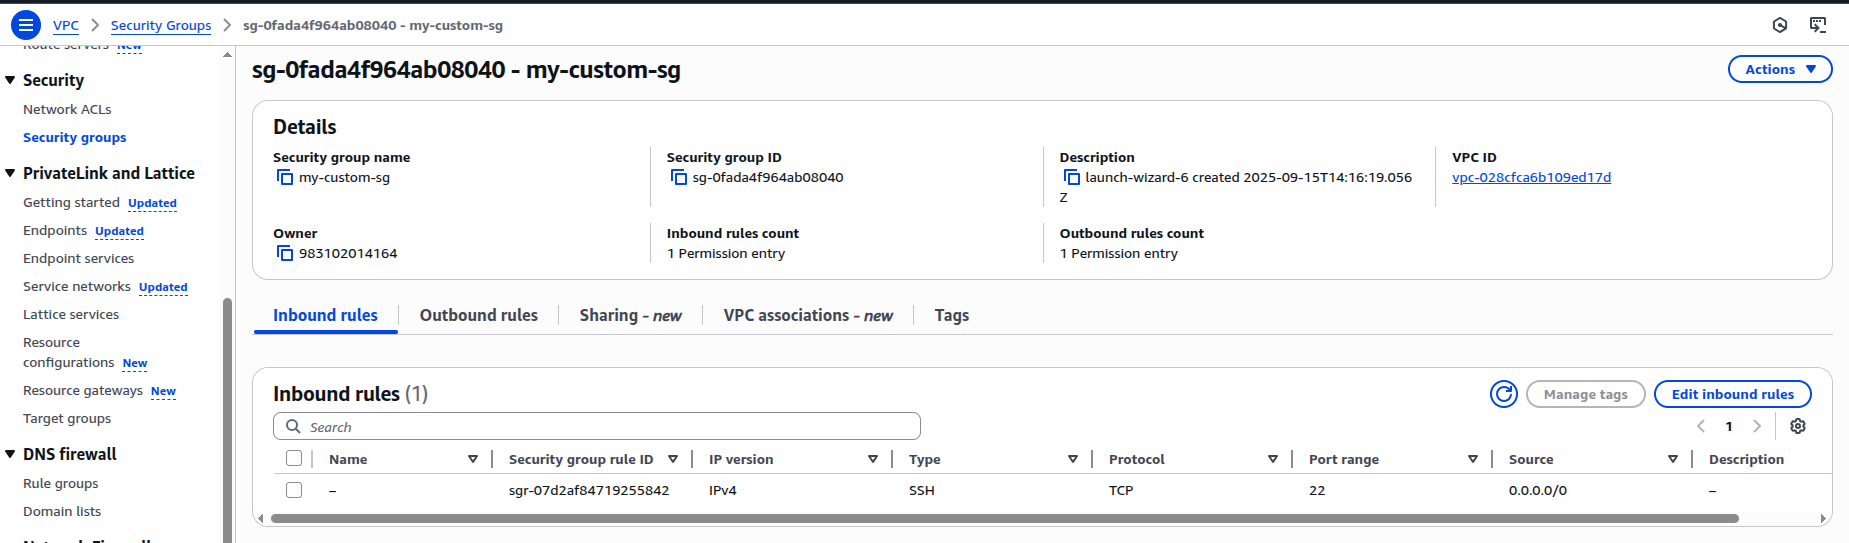 VPC > Security Groups > sg-0fada4f964ab08040 - my-custom-sg
Route servers New
Security
Network ACLs
Security groups
PrivateLink and Lattice
Getting started Updated
Endpoints Updated
Endpoint services
Service networks Updated
Lattice services
Resource
configurations New
Resource gateways New
Target groups
DNS firewall
Rule groups
Domain lists
Network Firewall
sg-0fada4f964ab08040 - my-custom-sg
Actions
Details
Security group name
my-custom-sg
Security group ID
sg-0fada4f964ab08040
Description
launch-wizard-6 created 2025-09-15T14:16:19.056
Z
VPC ID
vpc-028cfca6b109ed17d
Owner
983102014164
Inbound rules count
1 Permission entry
Outbound rules count
1 Permission entry
Inbound rules Outbound rules Sharing - new VPC associations - new Tags
Inbound rules (1)
Manage tags Edit inbound rules
Search
1
Name Security group rule ID IP version Type Protocol Port range Source Description
– sgr-07d2af84719255842 IPv4 SSH TCP 22 0.0.0.0/0 –